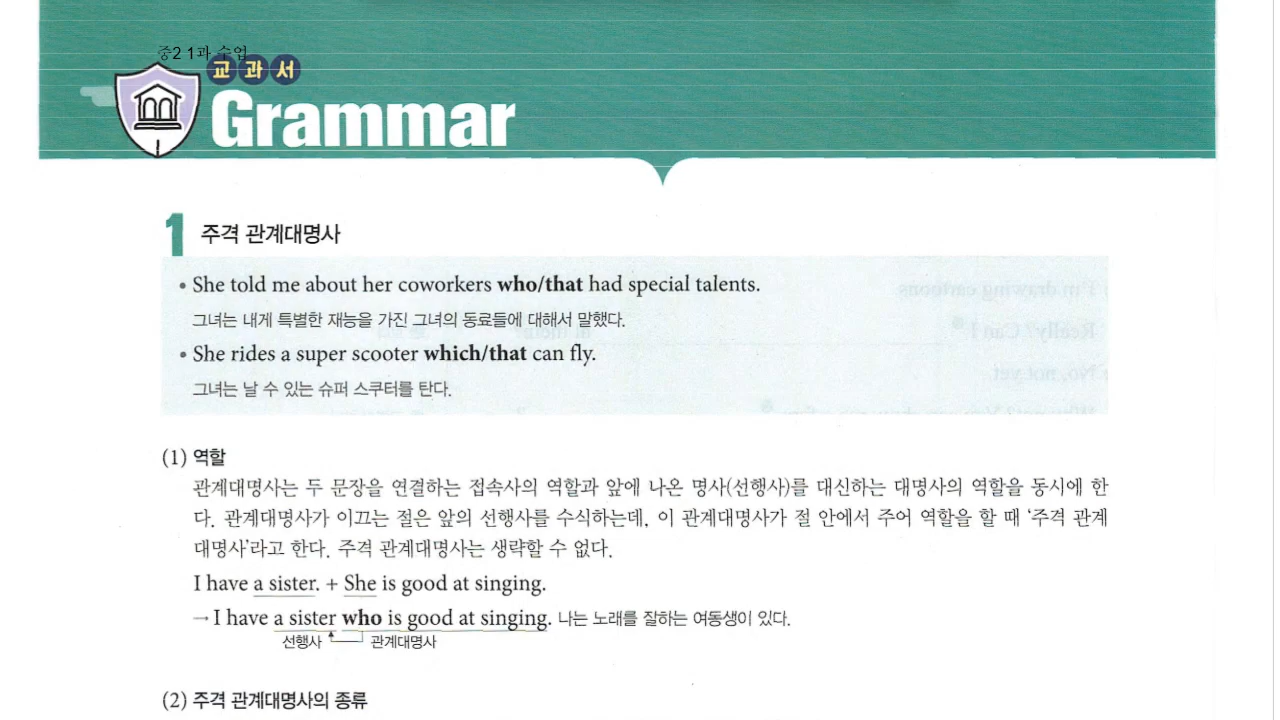 중2 1과 수업
교과서
Grammar
1 주격 관계대명사
• She told me about her coworkers who/that had special talents.
그녀는 내게 특별한 재능을 가진 그녀의 동료들에 대해서 말했다.
• She rides a super scooter which/that can fly.
그녀는 날 수 있는 슈퍼 스쿠터를 탄다.
(1) 역할
관계대명사는 두 문장을 연결하는 접속사의 역할과 앞에 나온 명사(선행사)를 대신하는 대명사의 역할을 동시에 한
다. 관계대명사가 이끄는 절은 앞의 선행사를 수식하는데, 이 관계대명사가 절 안에서 주어 역할을 할 때 ‘주격 관계
대명사’라고 한다. 주격 관계대명사는 생략할 수 없다.
I have a sister. + She is good at singing.
→ I have a sister who is good at singing. 나는 노래를 잘하는 여동생이 있다.
선행사 관계대명사
(2) 주격 관계대명사의 종류